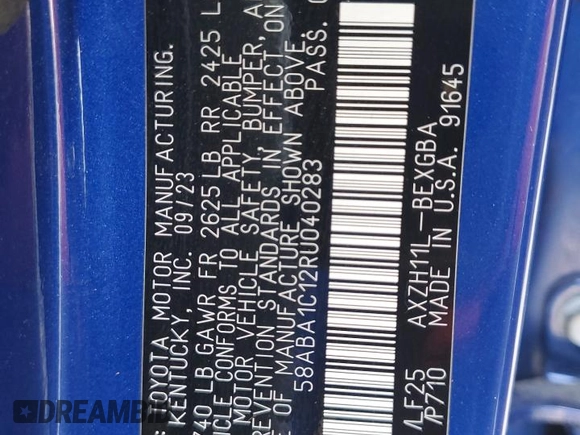 : TOYOTA MOTOR MANUFACTURING,
KENTUCKY, INC. 09/23
740 LB GAWR FR 2625 LB RR 2425 L
CLE CONFORMS TO ALL APPLICABLE
MOTOR VEHICLE SAFETY, BUMPER, A
REVENTION STANDARDS IN EFFECT ON
E OF MANUFACTURE SHOWN ABOVE.
58ABA1C12RU040283 PASS.
LF25 AXZH11L-BEXGBA
P710 MADE IN U.S.A. 91645
DREAMBID